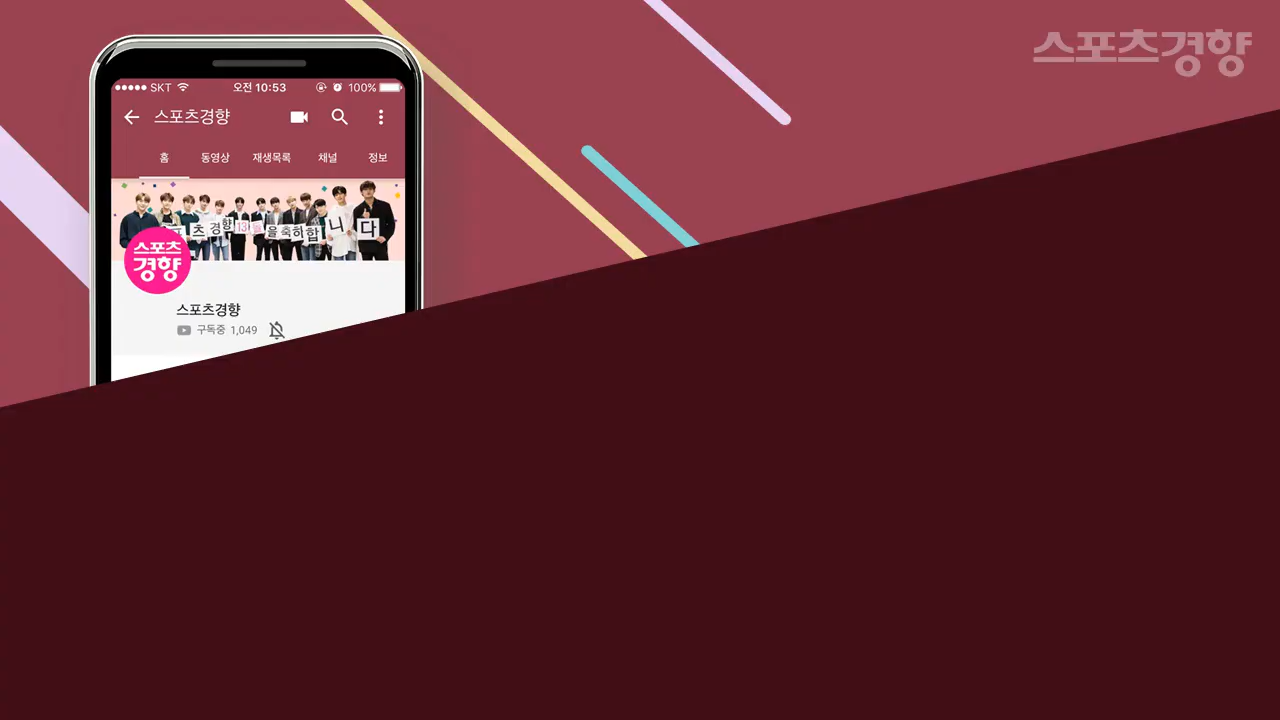 스포츠경향
SKT 오전 10:53 100%
스포츠경향
홈 동영상 재생목록 채널 정보
츠 경향 13 을 축하합 니 다
스포츠
경향
스포츠경향
구독중 1,049